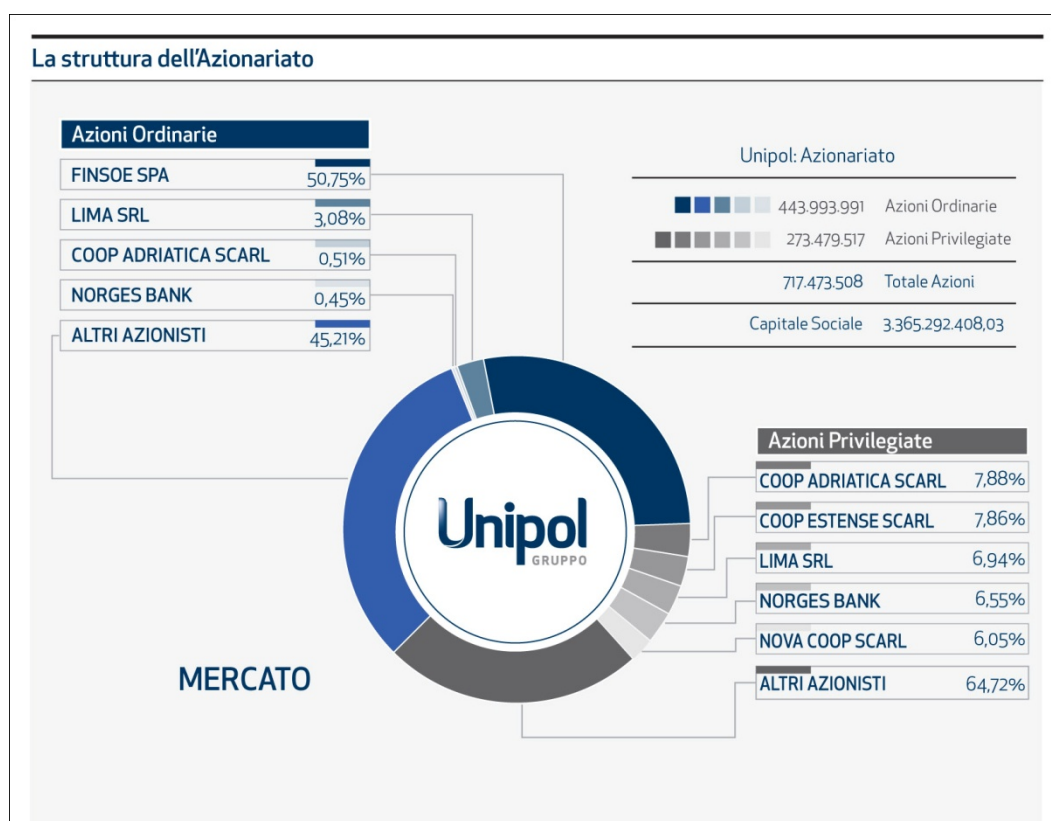 La struttura dell'Azionariato
Azioni Ordinarie
FINSOE SPA 50,75%
LIMA SRL 3,08%
COOP ADRIATICA SCARL 0,51%
NORGES BANK 0,45%
ALTRI AZIONISTI 45,21%
Unipol: Azionariato
443.993.991 Azioni Ordinarie
273.479.517 Azioni Privilegiate
717.473.508 Totale Azioni
Capitale Sociale 3.365.292.408,03
Unipol
GRUPPO
MERCATO
Azioni Privilegiate
COOP ADRIATICA SCARL 7,88%
COOP ESTENSE SCARL 7,86%
LIMA SRL 6,94%
NORGES BANK 6,55%
NOVA COOP SCARL 6,05%
ALTRI AZIONISTI 64,72%